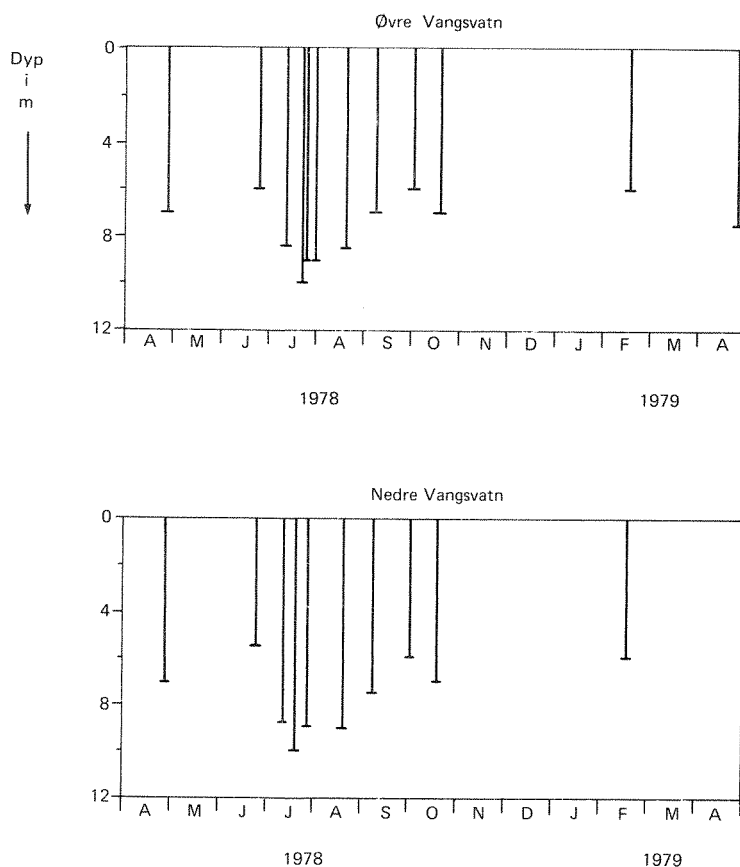 Øvre Vangsvatn
Dyp
i
m
0
4
8
12
A M J J A S O N D J F M A
1978 1979
Nedre Vangsvatn
0
4
8
12
A M J J A S O N D J F M A
1978 1979